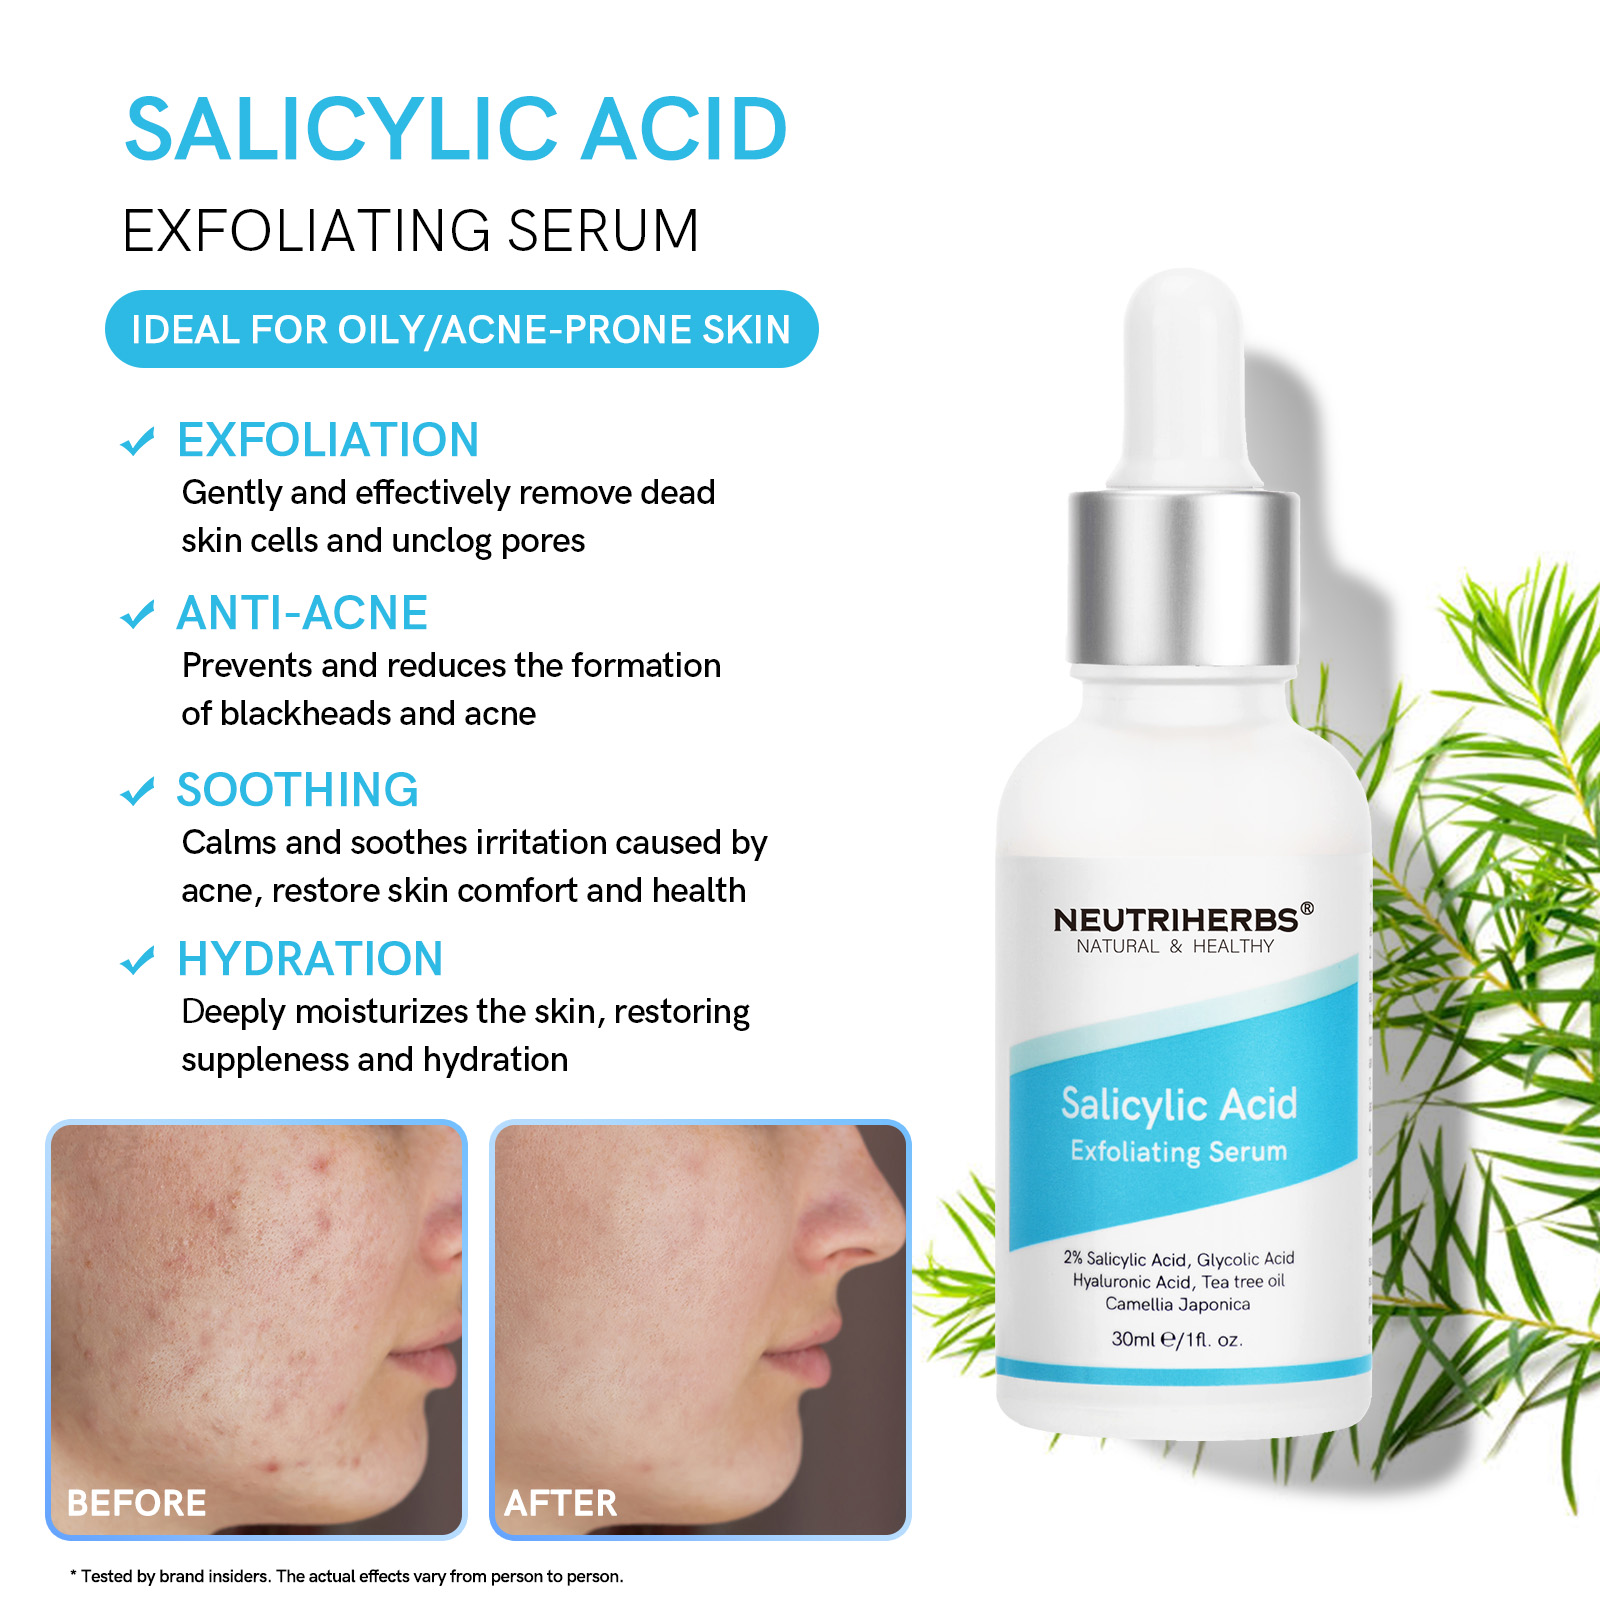 SALICYLIC ACID
EXFOLIATING SERUM
IDEAL FOR OILY/ACNE-PRONE SKIN
EXFOLIATION
Gently and effectively remove dead
skin cells and unclog pores
ANTI-ACNE
Prevents and reduces the formation
of blackheads and acne
SOOTHING
Calms and soothes irritation caused by
acne, restore skin comfort and health
HYDRATION
Deeply moisturizes the skin, restoring
suppleness and hydration
BEFORE
AFTER
* Tested by brand insiders. The actual effects vary from person to person.
NEUTRIHERBS®
NATURAL & HEALTHY
Salicylic Acid
Exfoliating Serum
2% Salicylic Acid, Glycolic Acid
Hyaluronic Acid, Tea tree oil
Camellia Japonica
30ml ℮/1fl. oz.